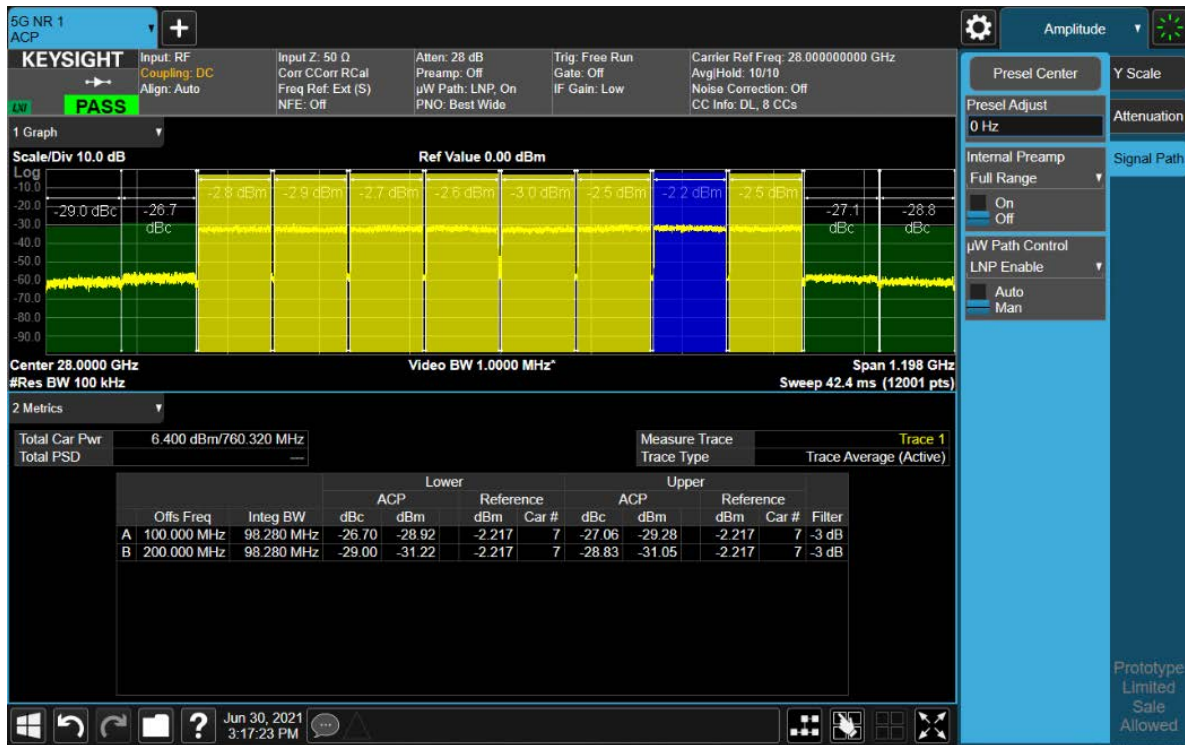 5G NR 1
ACP
Amplitude
KEYSIGHT
LNI
PASS
Input: RF
Coupling: DC
Align: Auto
Input Z: 50 Ω
Corr CCorr RCal
Freq Ref: Ext (S)
NFE: Off
Atten: 28 dB
Preamp: Off
µW Path: LNP, On
PNO: Best Wide
Trig: Free Run
Gate: Off
IF Gain: Low
Carrier Ref Freq: 28.000000000 GHz
Avg|Hold: 10/10
Noise Correction: Off
CC Info: DL, 8 CCs
1 Graph
Scale/Div 10.0 dB
Ref Value 0.00 dBm
Log
-10.0
-20.0
-30.0
-40.0
-50.0
-60.0
-70.0
-80.0
-90.0
-29.0 dBc
-26.7
dBc
-2.8 dBm
-2.9 dBm
-2.7 dBm
-2.6 dBm
-3.0 dBm
-2.5 dBm
-2.2 dBm
-2.5 dBm
-27.1
dBc
-28.8
dBc
Center 28.0000 GHz
#Res BW 100 kHz
Video BW 1.0000 MHz*
Span 1.198 GHz
Sweep 42.4 ms (12001 pts)
2 Metrics
Total Car Pwr 6.400 dBm/760.320 MHz
Total PSD ---
Measure Trace Trace 1
Trace Type Trace Average (Active)
Lower Upper
ACP Reference ACP Reference
Offs Freq Integ BW dBc dBm dBm Car # dBc dBm dBm Car # Filter
A 100.000 MHz 98.280 MHz -26.70 -28.92 -2.217 7 -27.06 -29.28 -2.217 7 -3 dB
B 200.000 MHz 98.280 MHz -29.00 -31.22 -2.217 7 -28.83 -31.05 -2.217 7 -3 dB
Presel Center
Presel Adjust
0 Hz
Internal Preamp
Full Range
On
Off
µW Path Control
LNP Enable
Auto
Man
Y Scale
Attenuation
Signal Path
Prototype
Limited
Sale
Allowed
?
Jun 30, 2021
3:17:23 PM